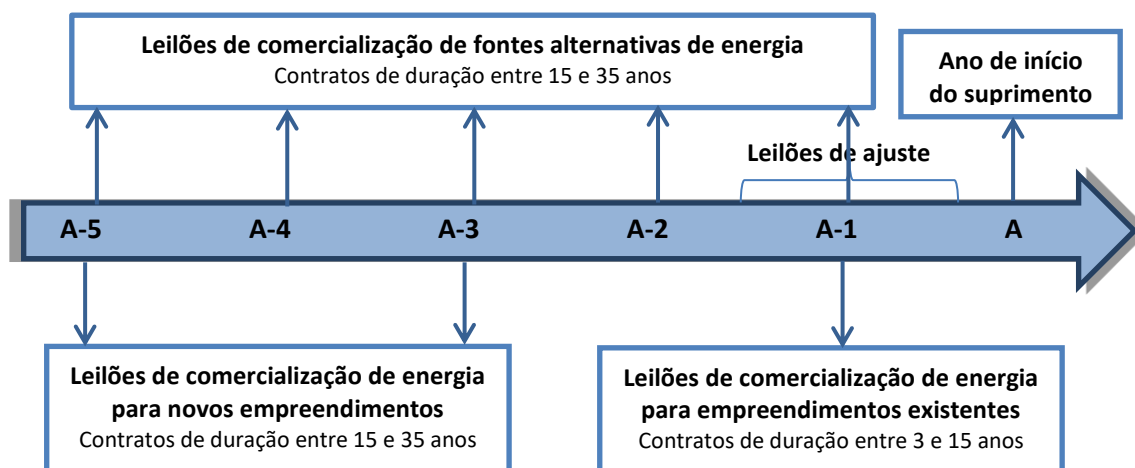 Leilões de comercialização de fontes alternativas de energia
Contratos de duração entre 15 e 35 anos
Ano de início
do suprimento
Leilões de ajuste
A-5
A-4
A-3
A-2
A-1
A
Leilões de comercialização de energia
para novos empreendimentos
Contratos de duração entre 15 e 35 anos
Leilões de comercialização de energia
para empreendimentos existentes
Contratos de duração entre 3 e 15 anos